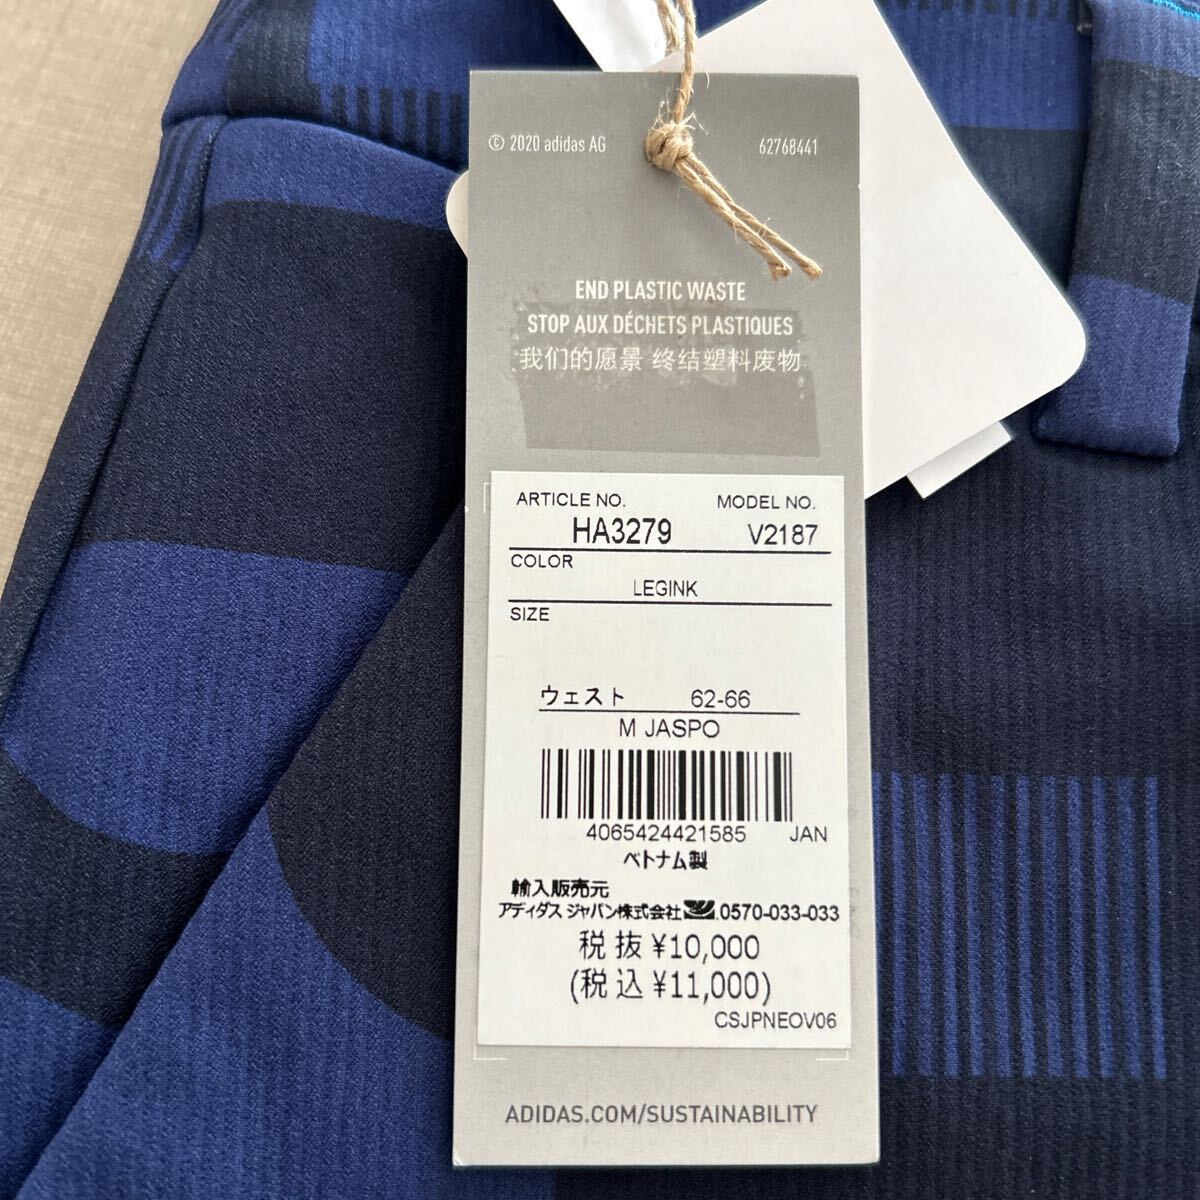 © 2020 adidas AG 62768441
END PLASTIC WASTE
STOP AUX DÉCHETS PLASTIQUES
我们的愿景 终结塑料废物
ARTICLE NO. MODEL NO.
HA3279 V2187
COLOR
LEGINK
SIZE
ウェスト 62-66
M JASPO
4065424421585 JAN
ベトナム製
輸入販売元
アディダス ジャパン株式会社 0570-033-033
税抜 ¥10,000
(税込 ¥11,000)
CSJPNEOV06
ADIDAS.COM/SUSTAINABILITY